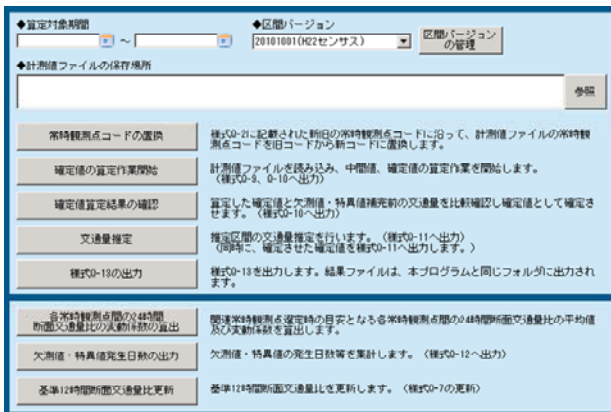 ◆算定対象期間
～
◆区間バージョン
20101001(H22センサス)
区間バージョン
の管理
◆計測値ファイルの保存場所
参照
常時観測点コードの置換
様式Q-2に記載された新旧の常時観測点コードに沿って、計測値ファイルの常時観
測点コードを旧コードから新コードに置換します。
確定値の算定作業開始
計測値ファイルを読み込み、中間値、確定値の算定作業を開始します。
（様式Q-9、Q-10へ出力）
確定値算定結果の確認
算定した確定値と欠測値・特異値補完前の交通量を比較確認し確定値として確定さ
せます。（様式Q-10へ出力）
交通量推定
推定区間の交通量推定を行います。（様式Q-11へ出力）
（同時に、確定させた確定値を様式Q-11へ出力します。）
様式Q-13の出力
様式Q-13を出力します。結果ファイルは、本プログラムと同じフォルダに出力されま
す。
各常時観測点間の24時間
断面交通量比の変動係数の算出
関連常時観測点選定時の目安となる各常時観測点間の24時間断面交通量比の平均値
及び変動係数を算出します。
欠測値・特異値発生日数の出力
欠測値・特異値の発生日数等を集計します。（様式Q-12へ出力）
基準12時間断面交通量比更新
基準12時間断面交通量比を更新します。（様式Q-7の更新）